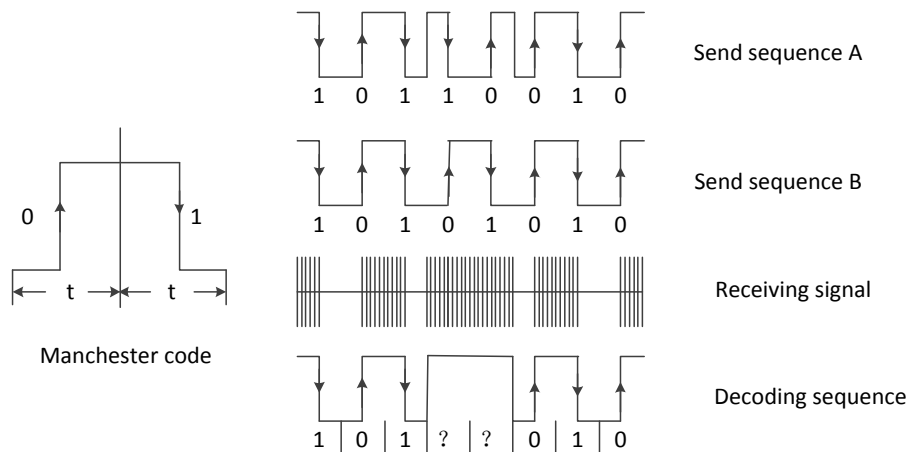 Send sequence A
1 0 1 1 0 0 1 0
Send sequence B
1 0 1 0 1 0 1 0
0 1
t t
Manchester code
Receiving signal
Decoding sequence
1 0 1 ? ? 0 1 0